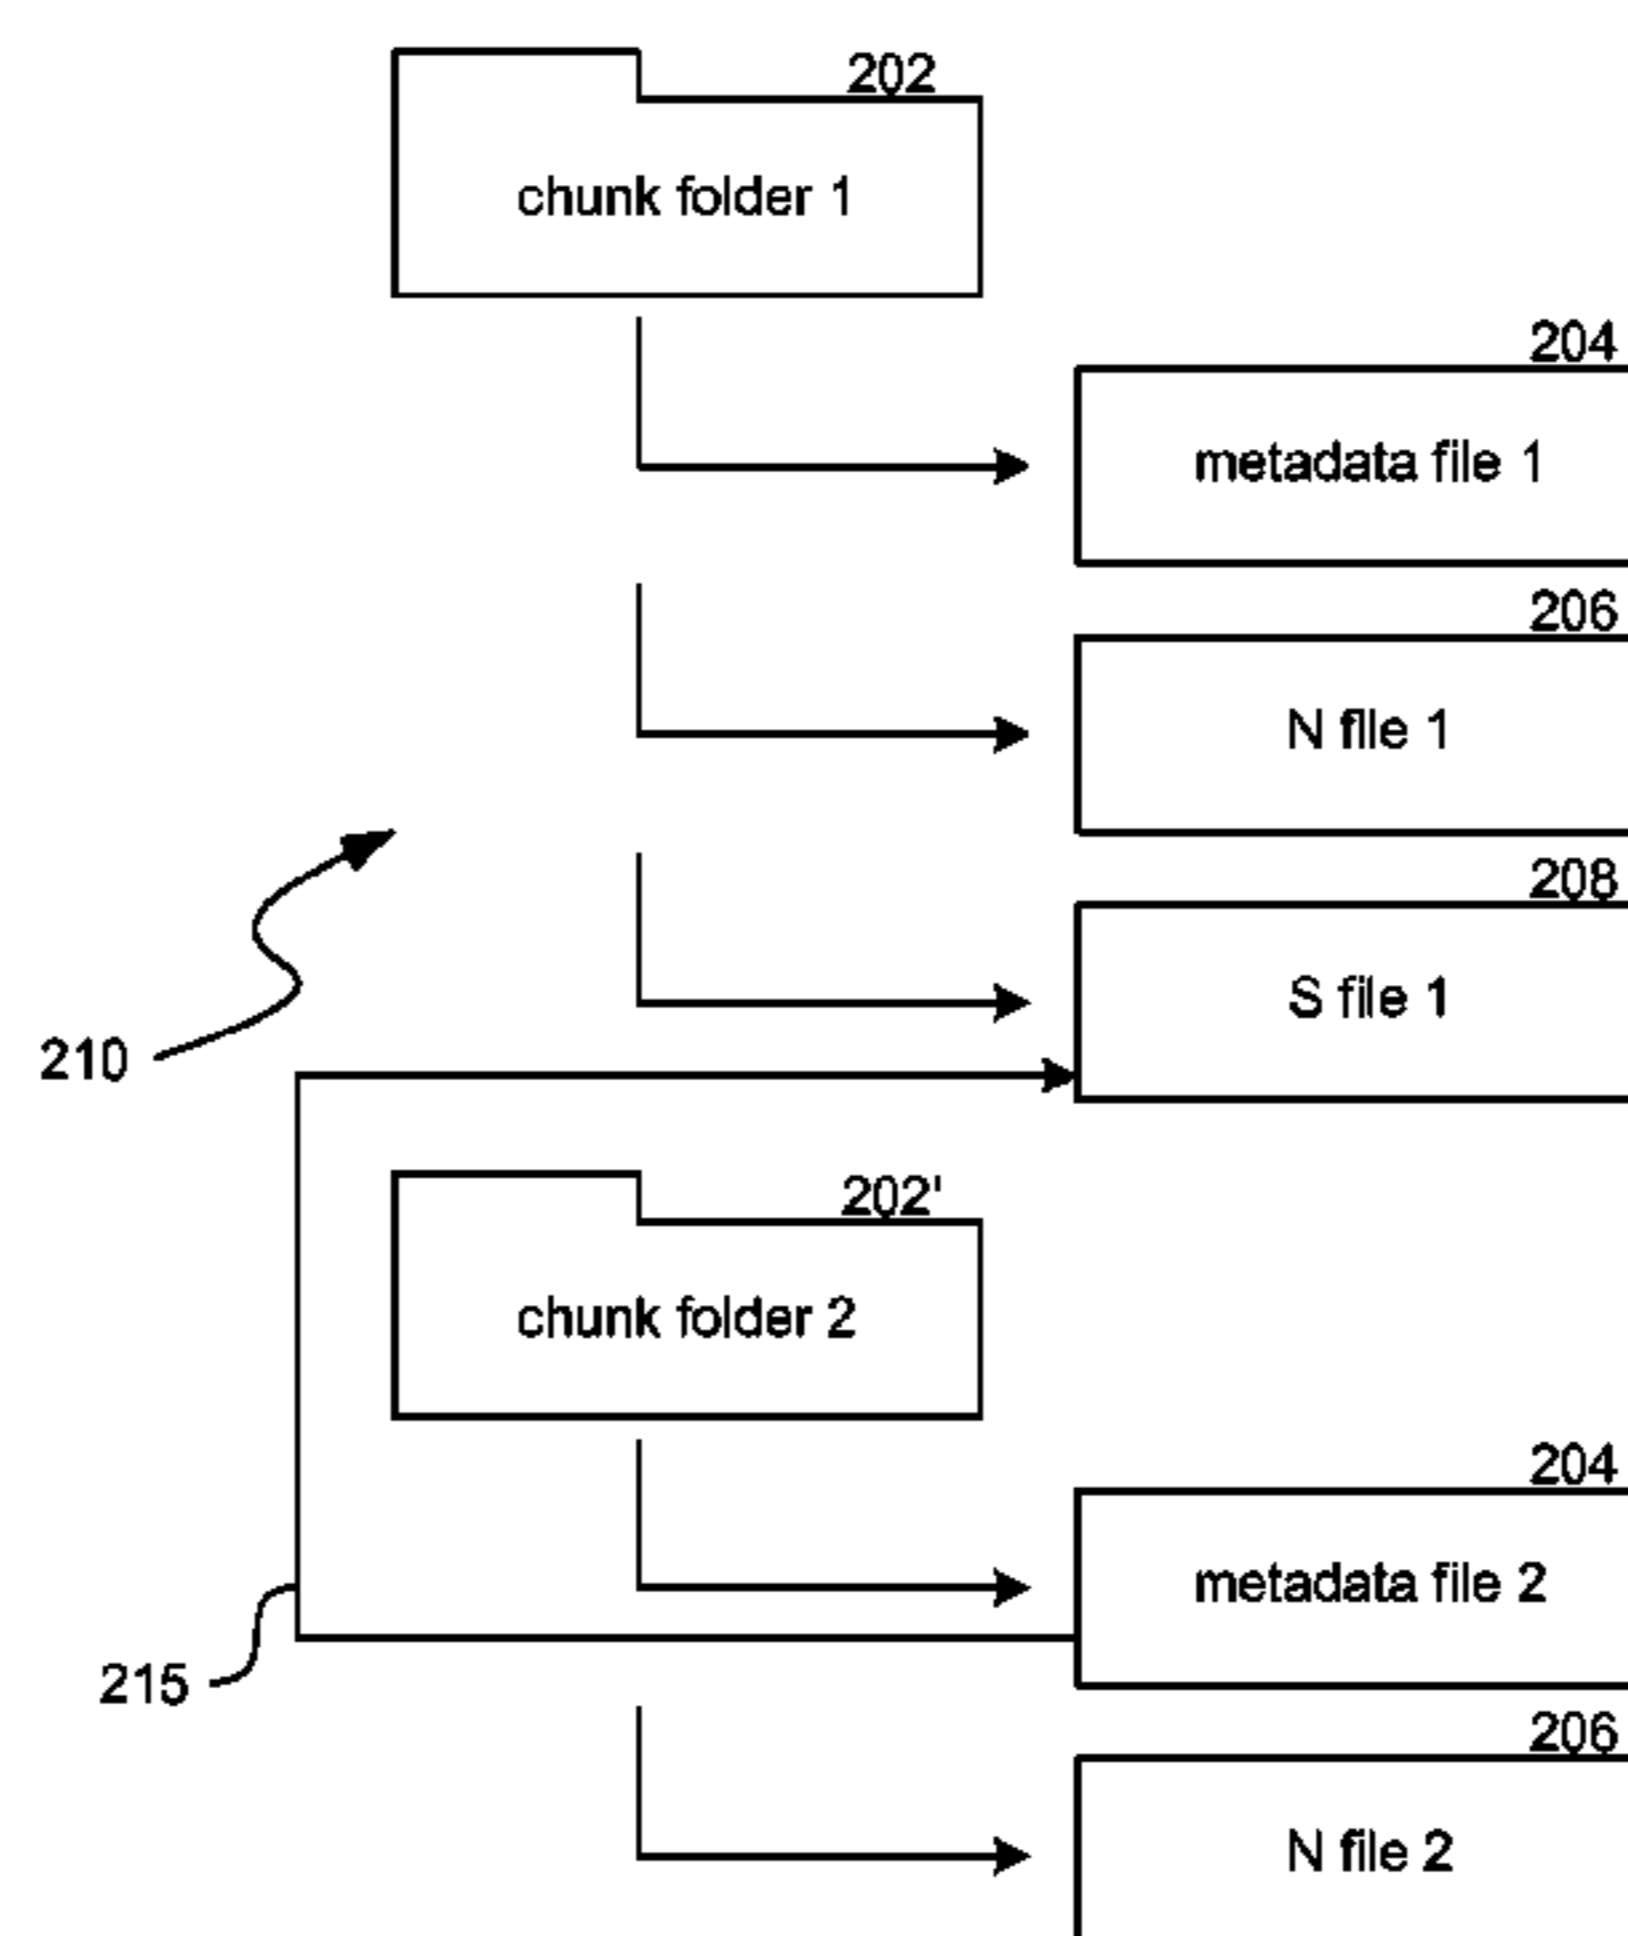 202
chunk folder 1
204
metadata file 1
206
N file 1
208
S file 1
210
202'
chunk folder 2
204
metadata file 2
215
206
N file 2